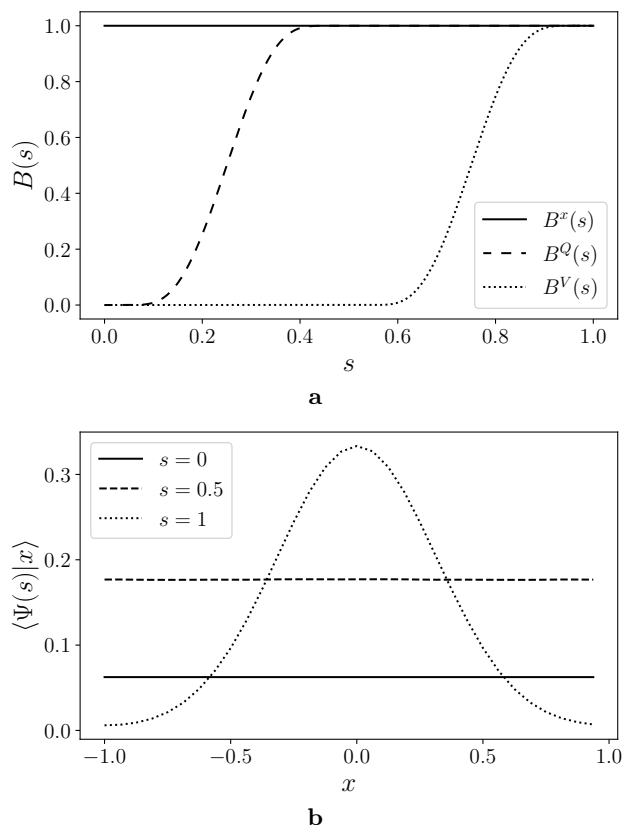 1.0
0.8
0.6
0.4
0.2
0.0
B(s)
B^x(s)
B^Q(s)
B^V(s)
0.0 0.2 0.4 0.6 0.8 1.0
s
a
0.3
0.2
0.1
0.0
⟨Ψ(s)|x⟩
s = 0
s = 0.5
s = 1
−1.0 −0.5 0.0 0.5 1.0
x
b